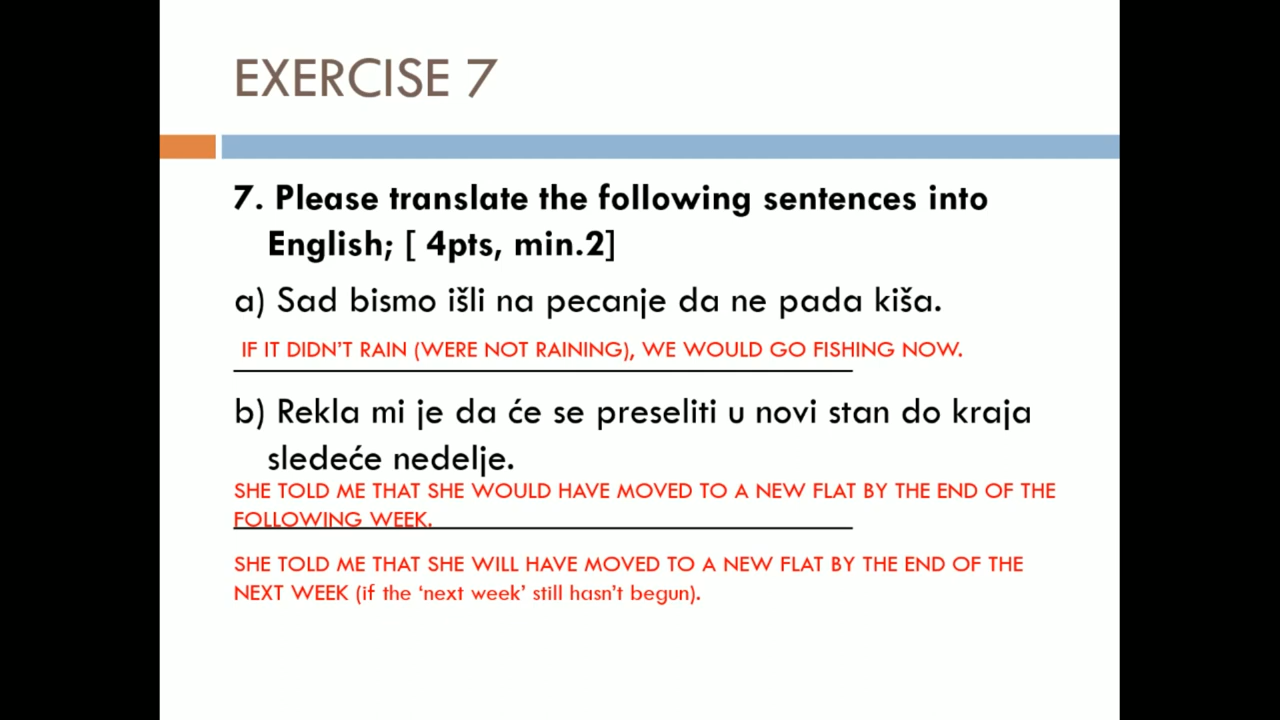 EXERCISE 7
7. Please translate the following sentences into
English; [ 4pts, min.2]
a) Sad bismo išli na pecanje da ne pada kiša.
IF IT DIDN’T RAIN (WERE NOT RAINING), WE WOULD GO FISHING NOW.
b) Rekla mi je da će se preseliti u novi stan do kraja
sledeće nedelje.
SHE TOLD ME THAT SHE WOULD HAVE MOVED TO A NEW FLAT BY THE END OF THE
FOLLOWING WEEK.
SHE TOLD ME THAT SHE WILL HAVE MOVED TO A NEW FLAT BY THE END OF THE
NEXT WEEK (if the ‘next week’ still hasn’t begun).